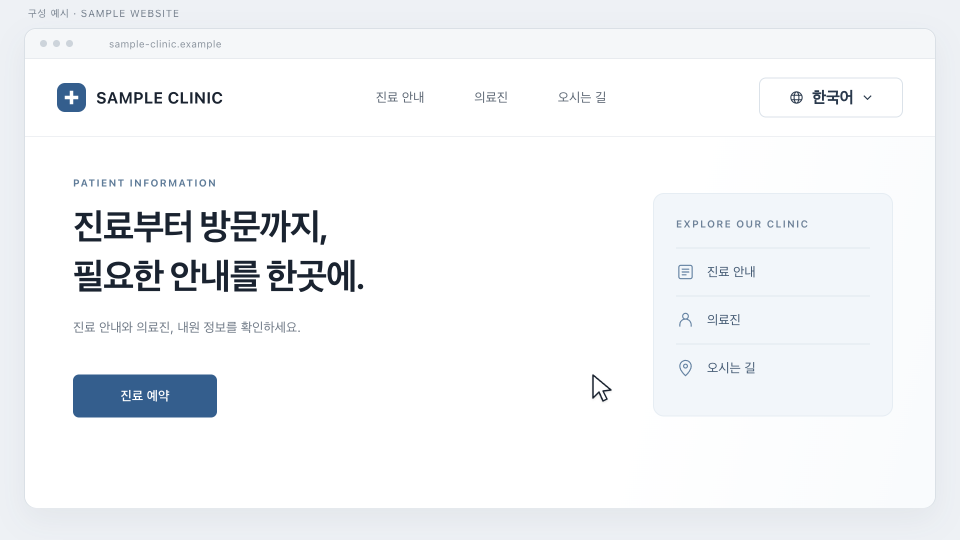 구성 예시 · SAMPLE WEBSITE
sample-clinic.example
SAMPLE CLINIC
진료 안내
의료진
오시는 길
한국어
PATIENT INFORMATION
진료부터 방문까지,
필요한 안내를 한곳에.
진료 안내와 의료진, 내원 정보를 확인하세요.
진료 예약
EXPLORE OUR CLINIC
진료 안내
의료진
오시는 길